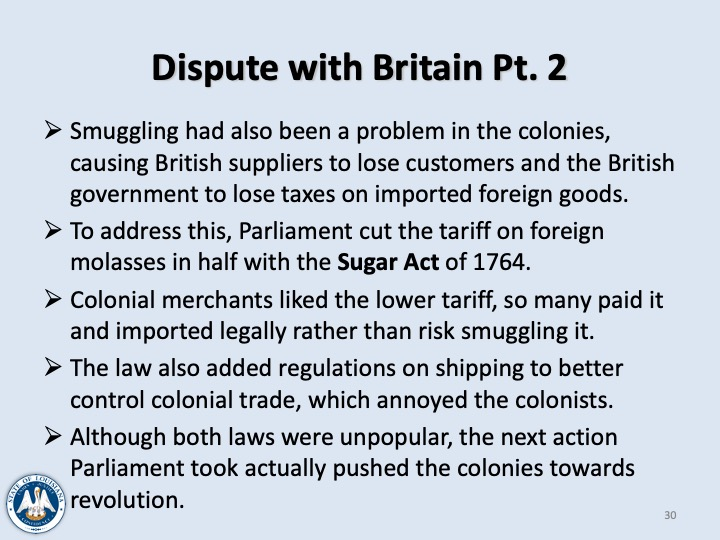 Dispute with Britain Pt. 2
➢ Smuggling had also been a problem in the colonies,
causing British suppliers to lose customers and the British
government to lose taxes on imported foreign goods.
➢ To address this, Parliament cut the tariff on foreign
molasses in half with the Sugar Act of 1764.
➢ Colonial merchants liked the lower tariff, so many paid it
and imported legally rather than risk smuggling it.
➢ The law also added regulations on shipping to better
control colonial trade, which annoyed the colonists.
➢ Although both laws were unpopular, the next action
Parliament took actually pushed the colonies towards
revolution.
STATE OF LOUISIANA
CONFIDENCE
30